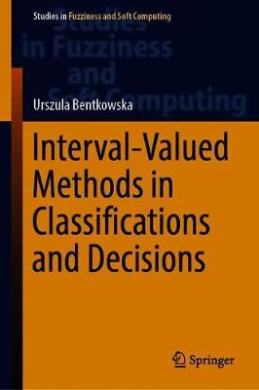 Studies in Fuzziness and Soft Computing
Studies
in Fuzziness
and
Soft Computing
Urszula Bentkowska
Interval-Valued
Methods in
Classifications
and Decisions
Springer